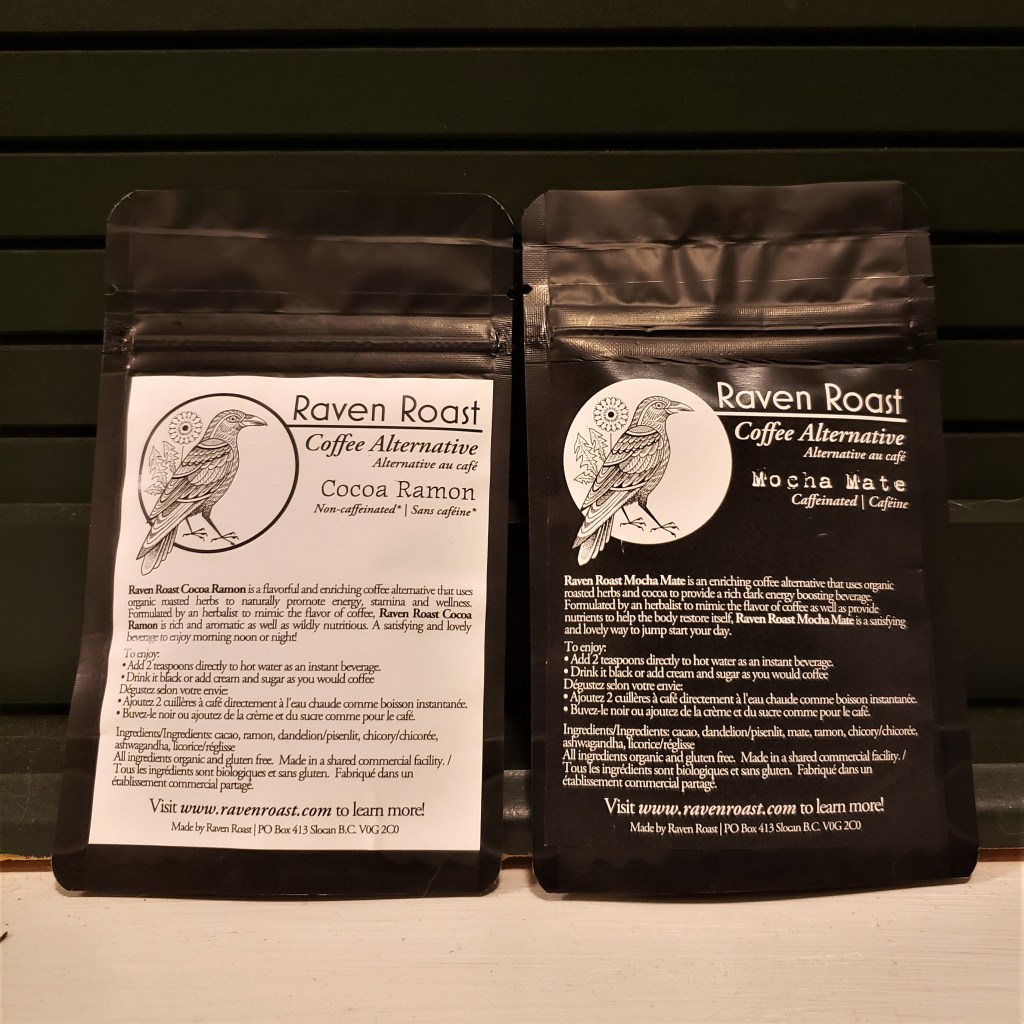 Raven Roast
Coffee Alternative
Alternative au café
Cocoa Ramon
Non-caffeinated* | Sans caféine*
Raven Roast Cocoa Ramon is a flavorful and enriching coffee alternative that uses
organic roasted herbs to naturally promote energy, stamina and wellness.
Formulated by an herbalist to mimic the flavor of coffee, Raven Roast Cocoa
Ramon is rich and aromatic as well as wildly nutritious. A satisfying and lovely
beverage to enjoy morning noon or night!
To enjoy:
• Add 2 teaspoons directly to hot water as an instant beverage.
• Drink it black or add cream and sugar as you would coffee
Dégustez selon votre envie:
• Ajoutez 2 cuillères à café directement à l'eau chaude comme boisson instantanée.
• Buvez-le noir ou ajoutez de la crème et du sucre comme pour le café.
Ingredients/Ingredients: cacao, ramon, dandelion/pisenlit, chicory/chicorée,
ashwagandha, licorice/réglisse
All ingredients organic and gluten free. Made in a shared commercial facility. /
Tous les ingrédients sont biologiques et sans gluten. Fabriqué dans un
établissement commercial partagé.
Visit www.ravenroast.com to learn more!
Made by Raven Roast | PO Box 413 Slocan B.C. V0G 2C0
Raven Roast
Coffee Alternative
Alternative au café
Mocha Mate
Caffeinated | Caféine
Raven Roast Mocha Mate is an enriching coffee alternative that uses organic
roasted herbs and cocoa to provide a rich dark energy boosting beverage.
Formulated by an herbalist to mimic the flavor of coffee as well as provide
nutrients to help the body restore itself, Raven Roast Mocha Mate is a satisfying
and lovely way to jump start your day.
To enjoy:
• Add 2 teaspoons directly to hot water as an instant beverage.
• Drink it black or add cream and sugar as you would coffee
Dégustez selon votre envie:
• Ajoutez 2 cuillères à café directement à l'eau chaude comme boisson instantanée.
• Buvez-le noir ou ajoutez de la crème et du sucre comme pour le café.
Ingredients/Ingredients: cacao, dandelion/pisenlit, mate, ramon, chicory/chicorée,
ashwagandha, licorice/réglisse
All ingredients organic and gluten free. Made in a shared commercial facility. /
Tous les ingrédients sont biologiques et sans gluten. Fabriqué dans un
établissement commercial partagé.
Visit www.ravenroast.com to learn more!
Made by Raven Roast | PO Box 413 Slocan B.C. V0G 2C0